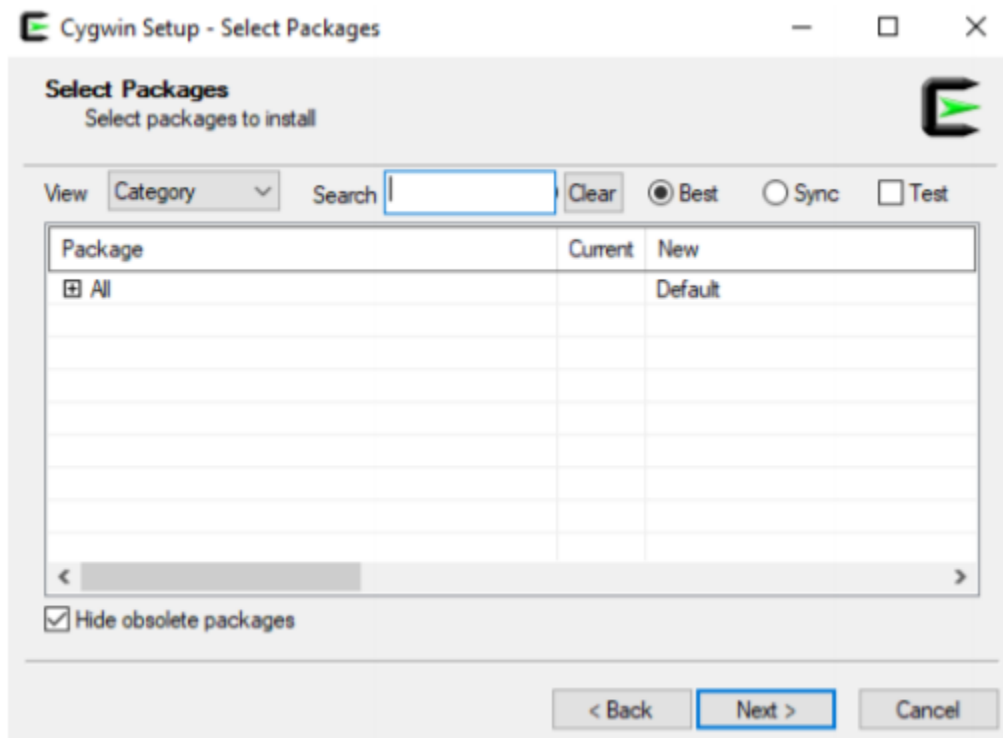 Cygwin Setup - Select Packages
Select Packages
Select packages to install
View Category Search Clear Best Sync Test
Package Current New
All Default
Hide obsolete packages
< Back Next > Cancel